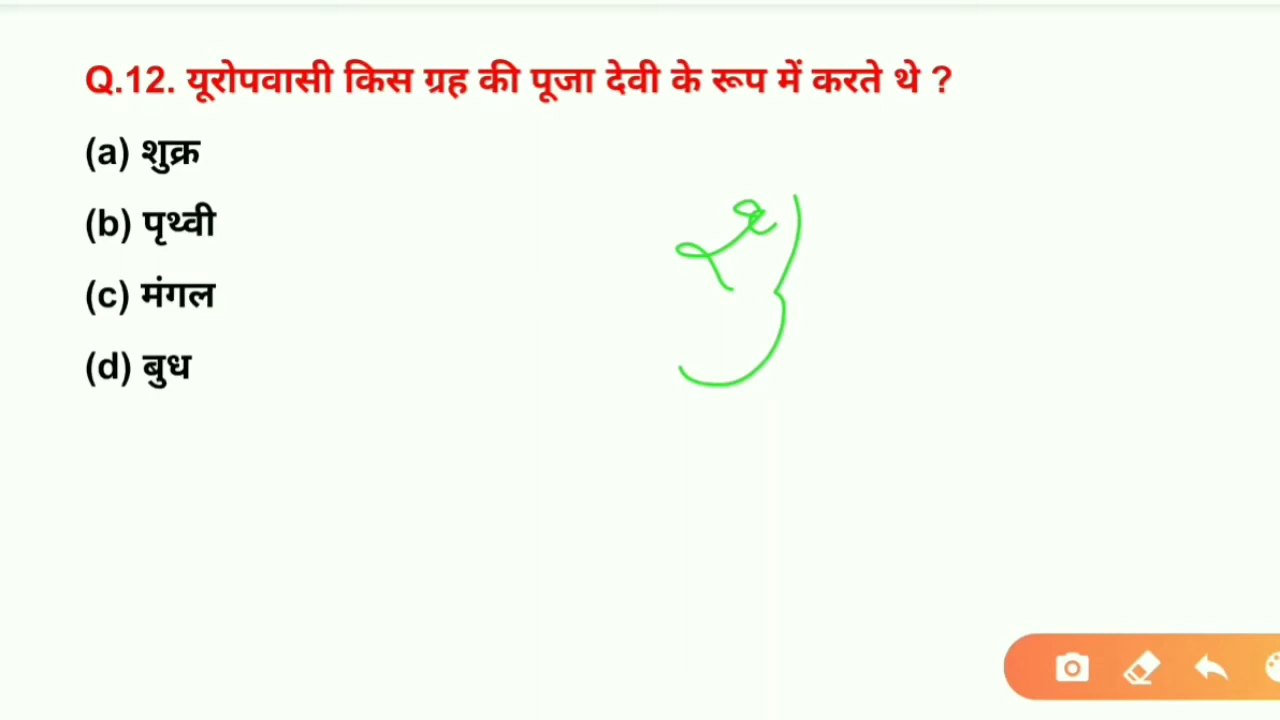 Q.12. यूरोपवासी किस ग्रह की पूजा देवी के रूप में करते थे ?
(a) शुक्र
(b) पृथ्वी
(c) मंगल
(d) बुध